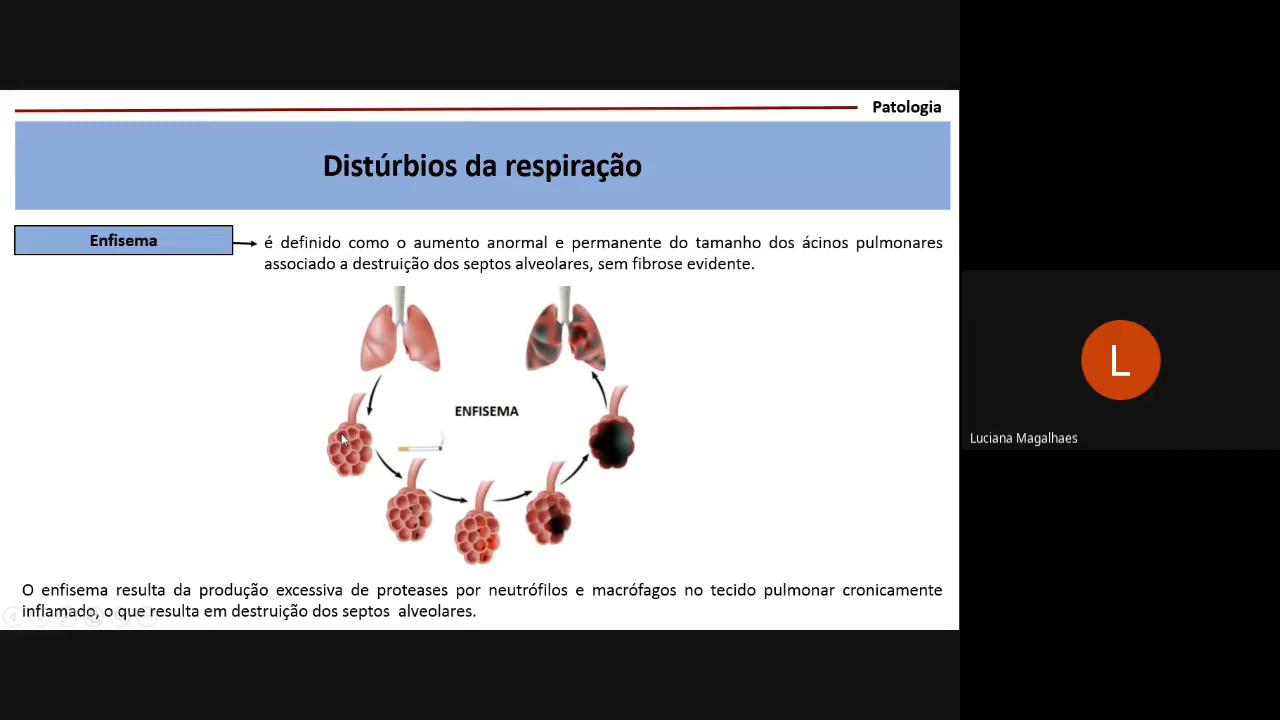 Patologia
Distúrbios da respiração
Enfisema
é definido como o aumento anormal e permanente do tamanho dos ácinos pulmonares
associado a destruição dos septos alveolares, sem fibrose evidente.
ENFISEMA
O enfisema resulta da produção excessiva de proteases por neutrófilos e macrófagos no tecido pulmonar cronicamente
inflamado, o que resulta em destruição dos septos alveolares.
L
Luciana Magalhaes